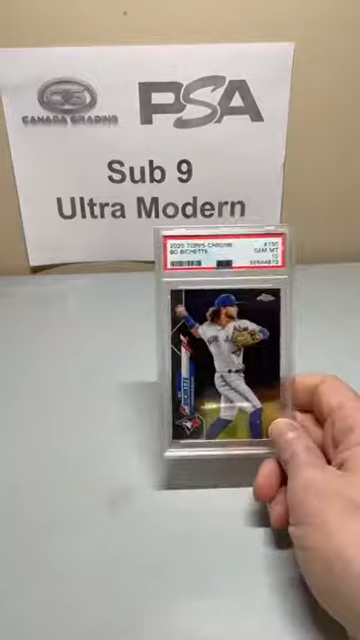 CANADA GRADING
PSA
Sub 9
Ultra Modern
2020 TOPPS CHROME
BO BICHETTE
#150
GEM MT
10